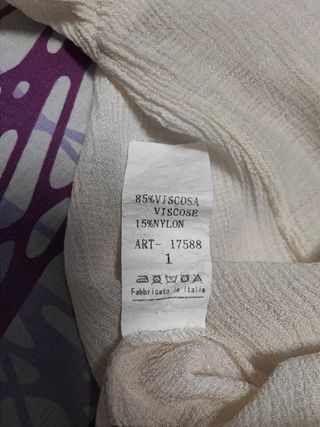 85%VISCOSA
VISCOSE
15%NYLON
ART- 17588
1
Fabbricato in Italia